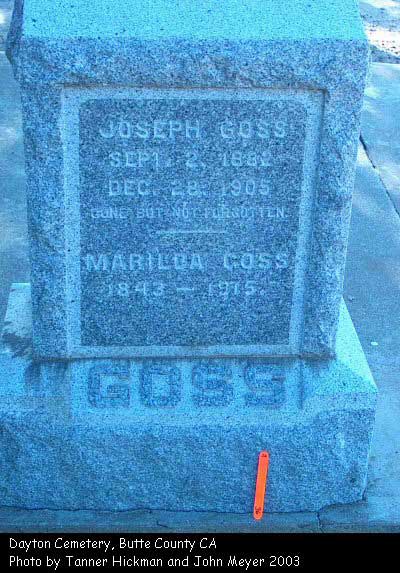 JOSEPH GOSS
SEPT. 2, 1882
DEC. 28, 1905
GONE BUT NOT FORGOTTEN
MARILDA GOSS
1843 — 1915.
GOSS
Dayton Cemetery, Butte County CA
Photo by Tanner Hickman and John Meyer 2003